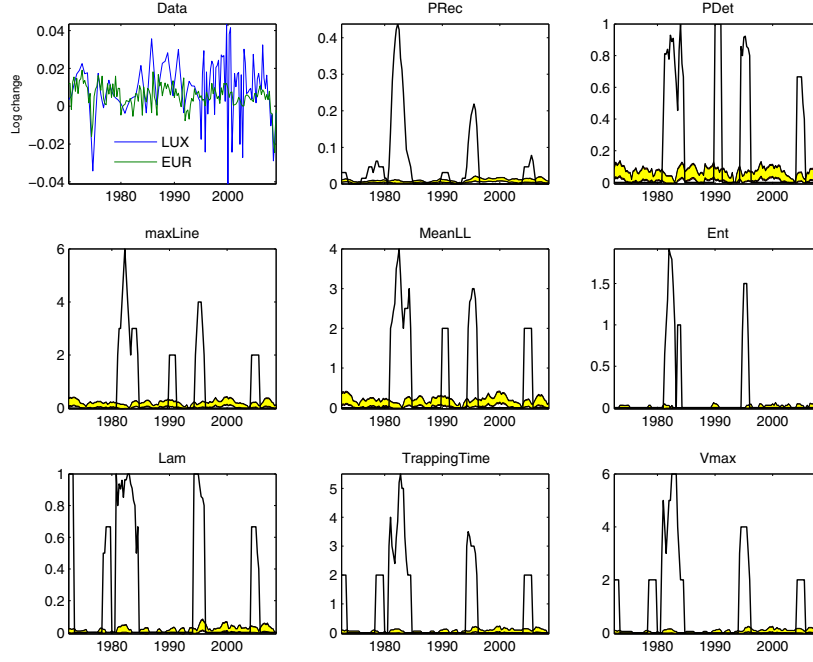 Data
PRec
PDet
0.04
0.02
0
−0.02
−0.04
Log change
LUX
EUR
1980 1990 2000
0.4
0.3
0.2
0.1
0
1980 1990 2000
1
0.8
0.6
0.4
0.2
0
1980 1990 2000
maxLine
MeanLL
Ent
6
4
2
0
1980 1990 2000
4
3
2
1
0
1980 1990 2000
1.5
1
0.5
0
1980 1990 2000
Lam
TrappingTime
Vmax
1
0.8
0.6
0.4
0.2
0
1980 1990 2000
5
4
3
2
1
0
1980 1990 2000
6
4
2
0
1980 1990 2000